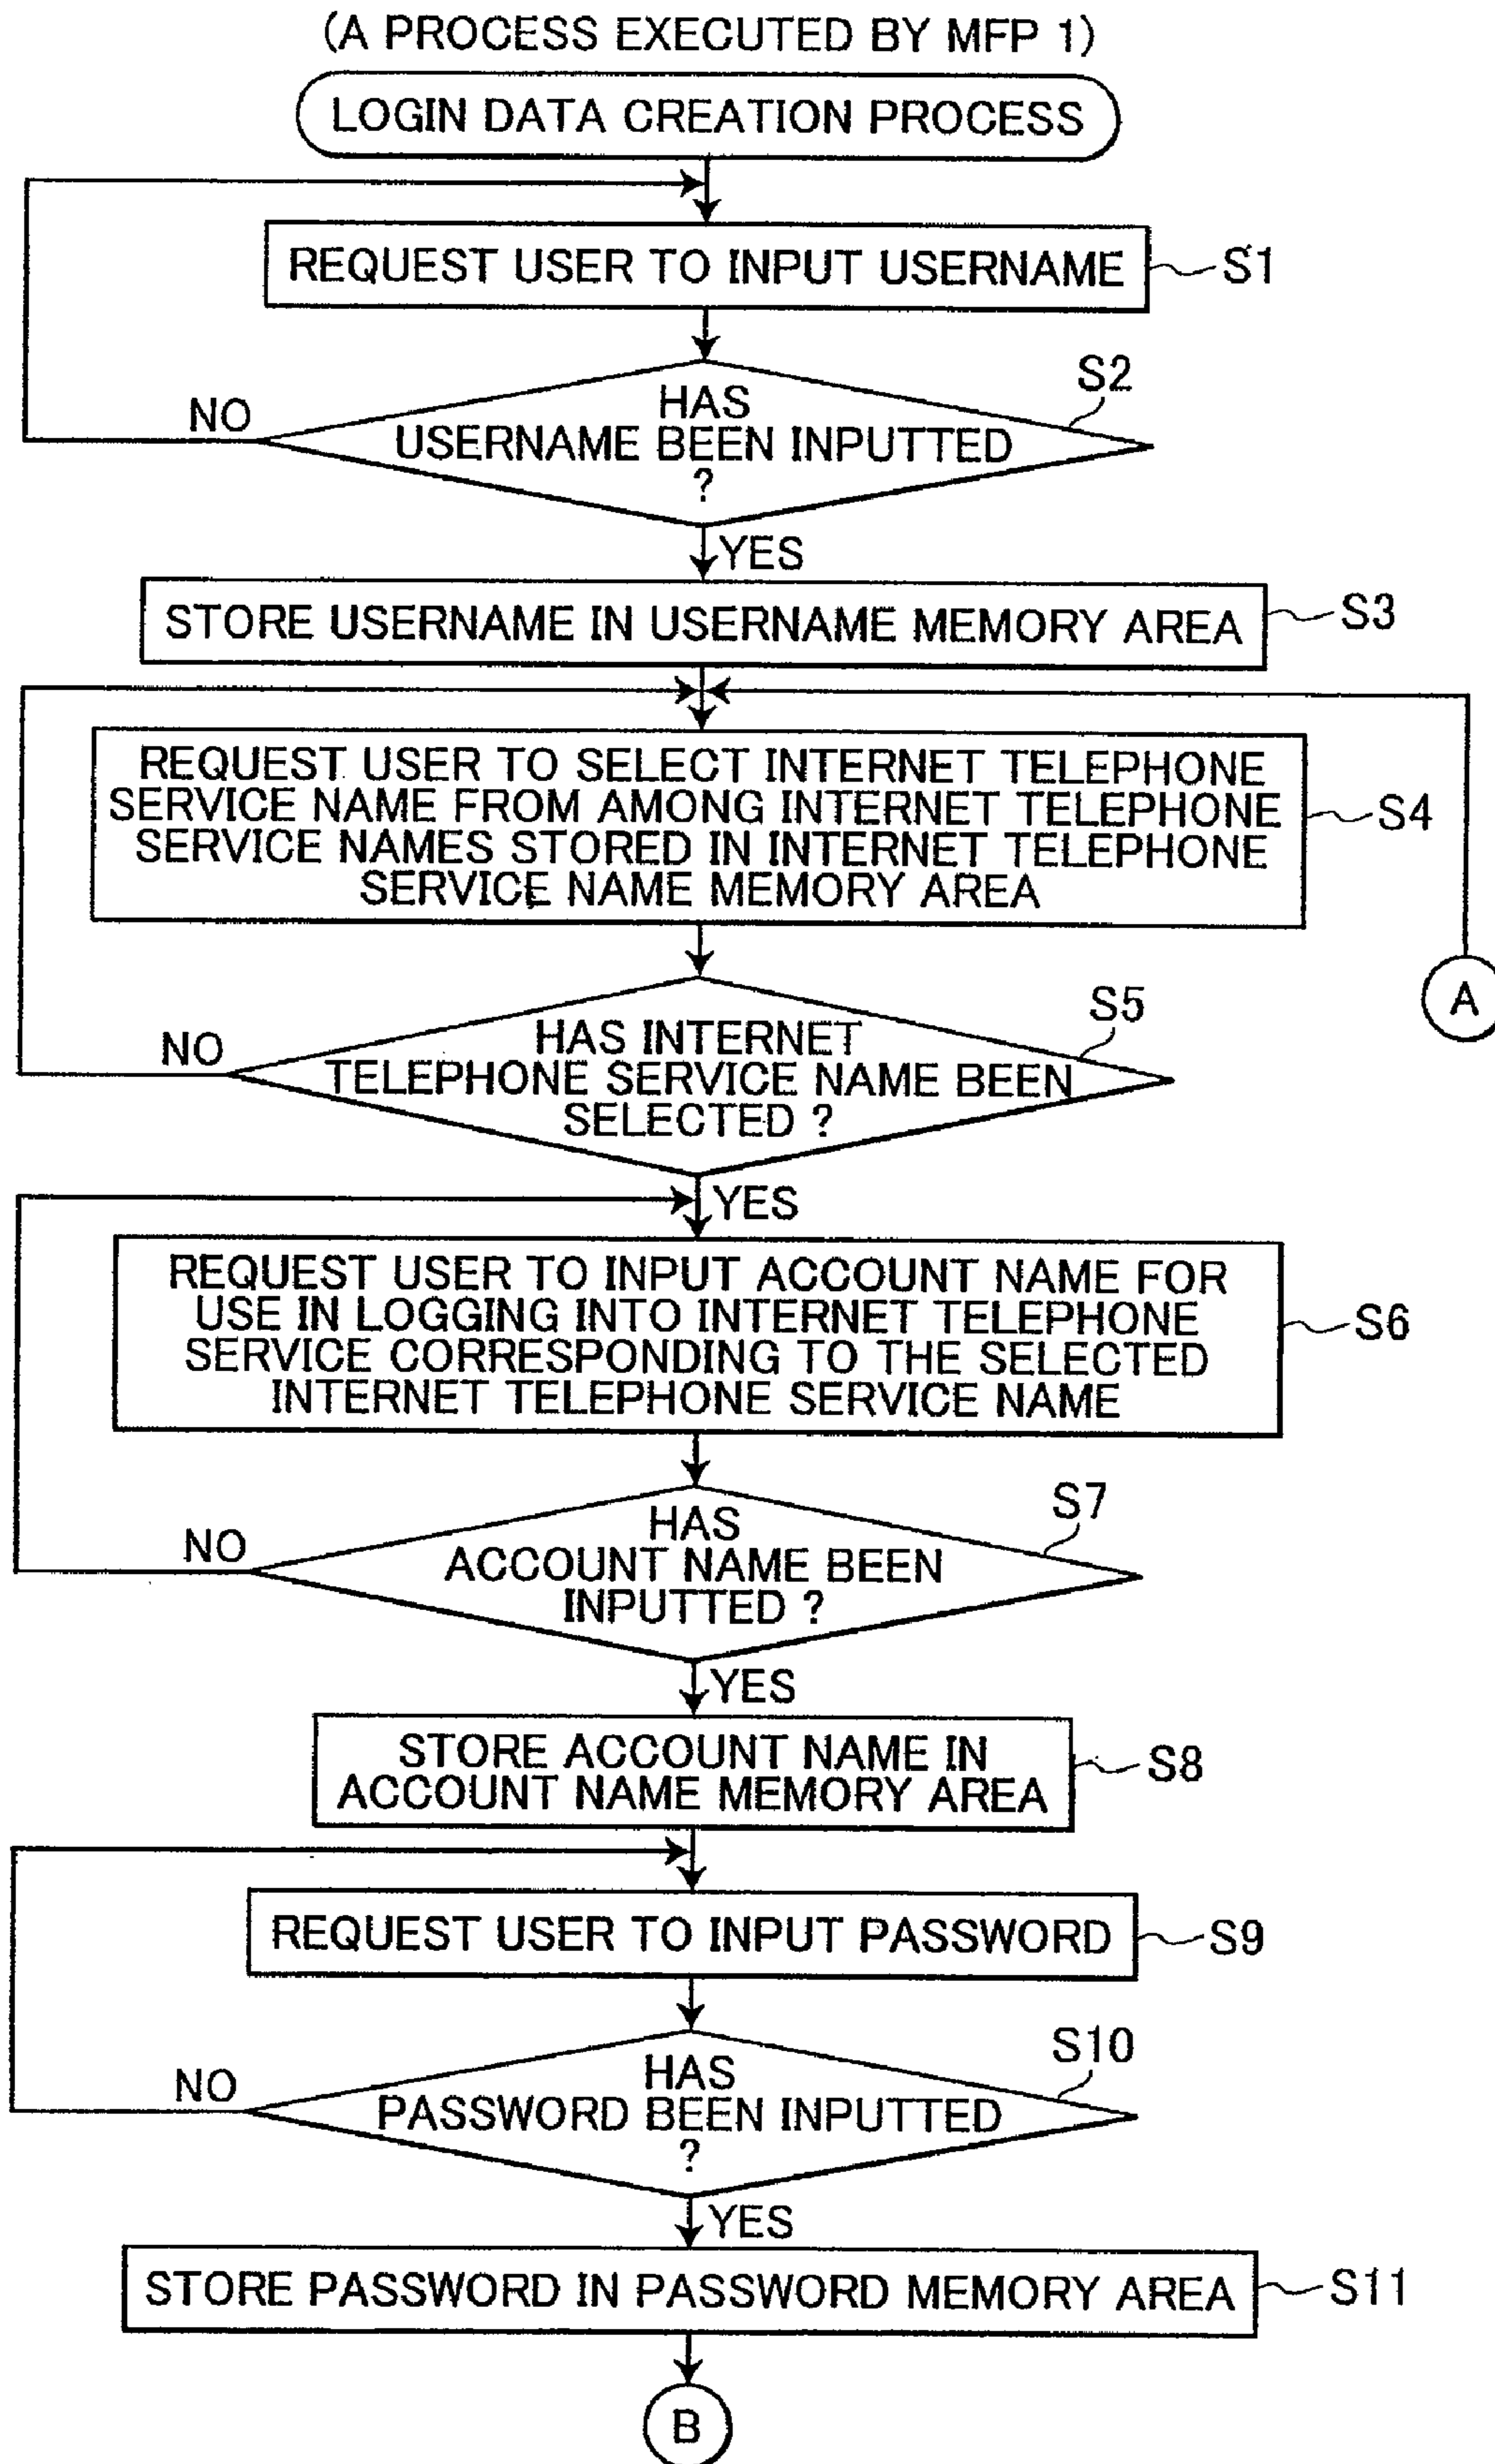 (A PROCESS EXECUTED BY MFP 1)
LOGIN DATA CREATION PROCESS
REQUEST USER TO INPUT USERNAME
S1
S2
HAS
USERNAME BEEN INPUTTED
?
NO
YES
STORE USERNAME IN USERNAME MEMORY AREA
S3
REQUEST USER TO SELECT INTERNET TELEPHONE
SERVICE NAME FROM AMONG INTERNET TELEPHONE
SERVICE NAMES STORED IN INTERNET TELEPHONE
SERVICE NAME MEMORY AREA
S4
A
S5
HAS INTERNET
TELEPHONE SERVICE NAME BEEN
SELECTED ?
NO
YES
REQUEST USER TO INPUT ACCOUNT NAME FOR
USE IN LOGGING INTO INTERNET TELEPHONE
SERVICE CORRESPONDING TO THE SELECTED
INTERNET TELEPHONE SERVICE NAME
S6
S7
HAS
ACCOUNT NAME BEEN
INPUTTED ?
NO
YES
STORE ACCOUNT NAME IN
ACCOUNT NAME MEMORY AREA
S8
REQUEST USER TO INPUT PASSWORD
S9
S10
HAS
PASSWORD BEEN INPUTTED
?
NO
YES
STORE PASSWORD IN PASSWORD MEMORY AREA
S11
B